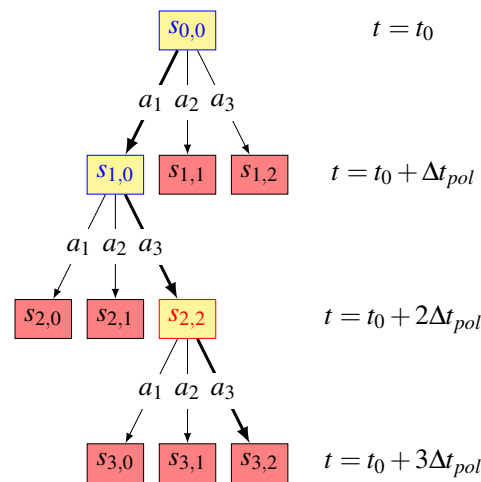 s0,0 t = t0
a1 a2 a3
s1,0 s1,1 s1,2 t = t0 + Δtpol
a1 a2 a3
s2,0 s2,1 s2,2 t = t0 + 2Δtpol
a1 a2 a3
s3,0 s3,1 s3,2 t = t0 + 3Δtpol